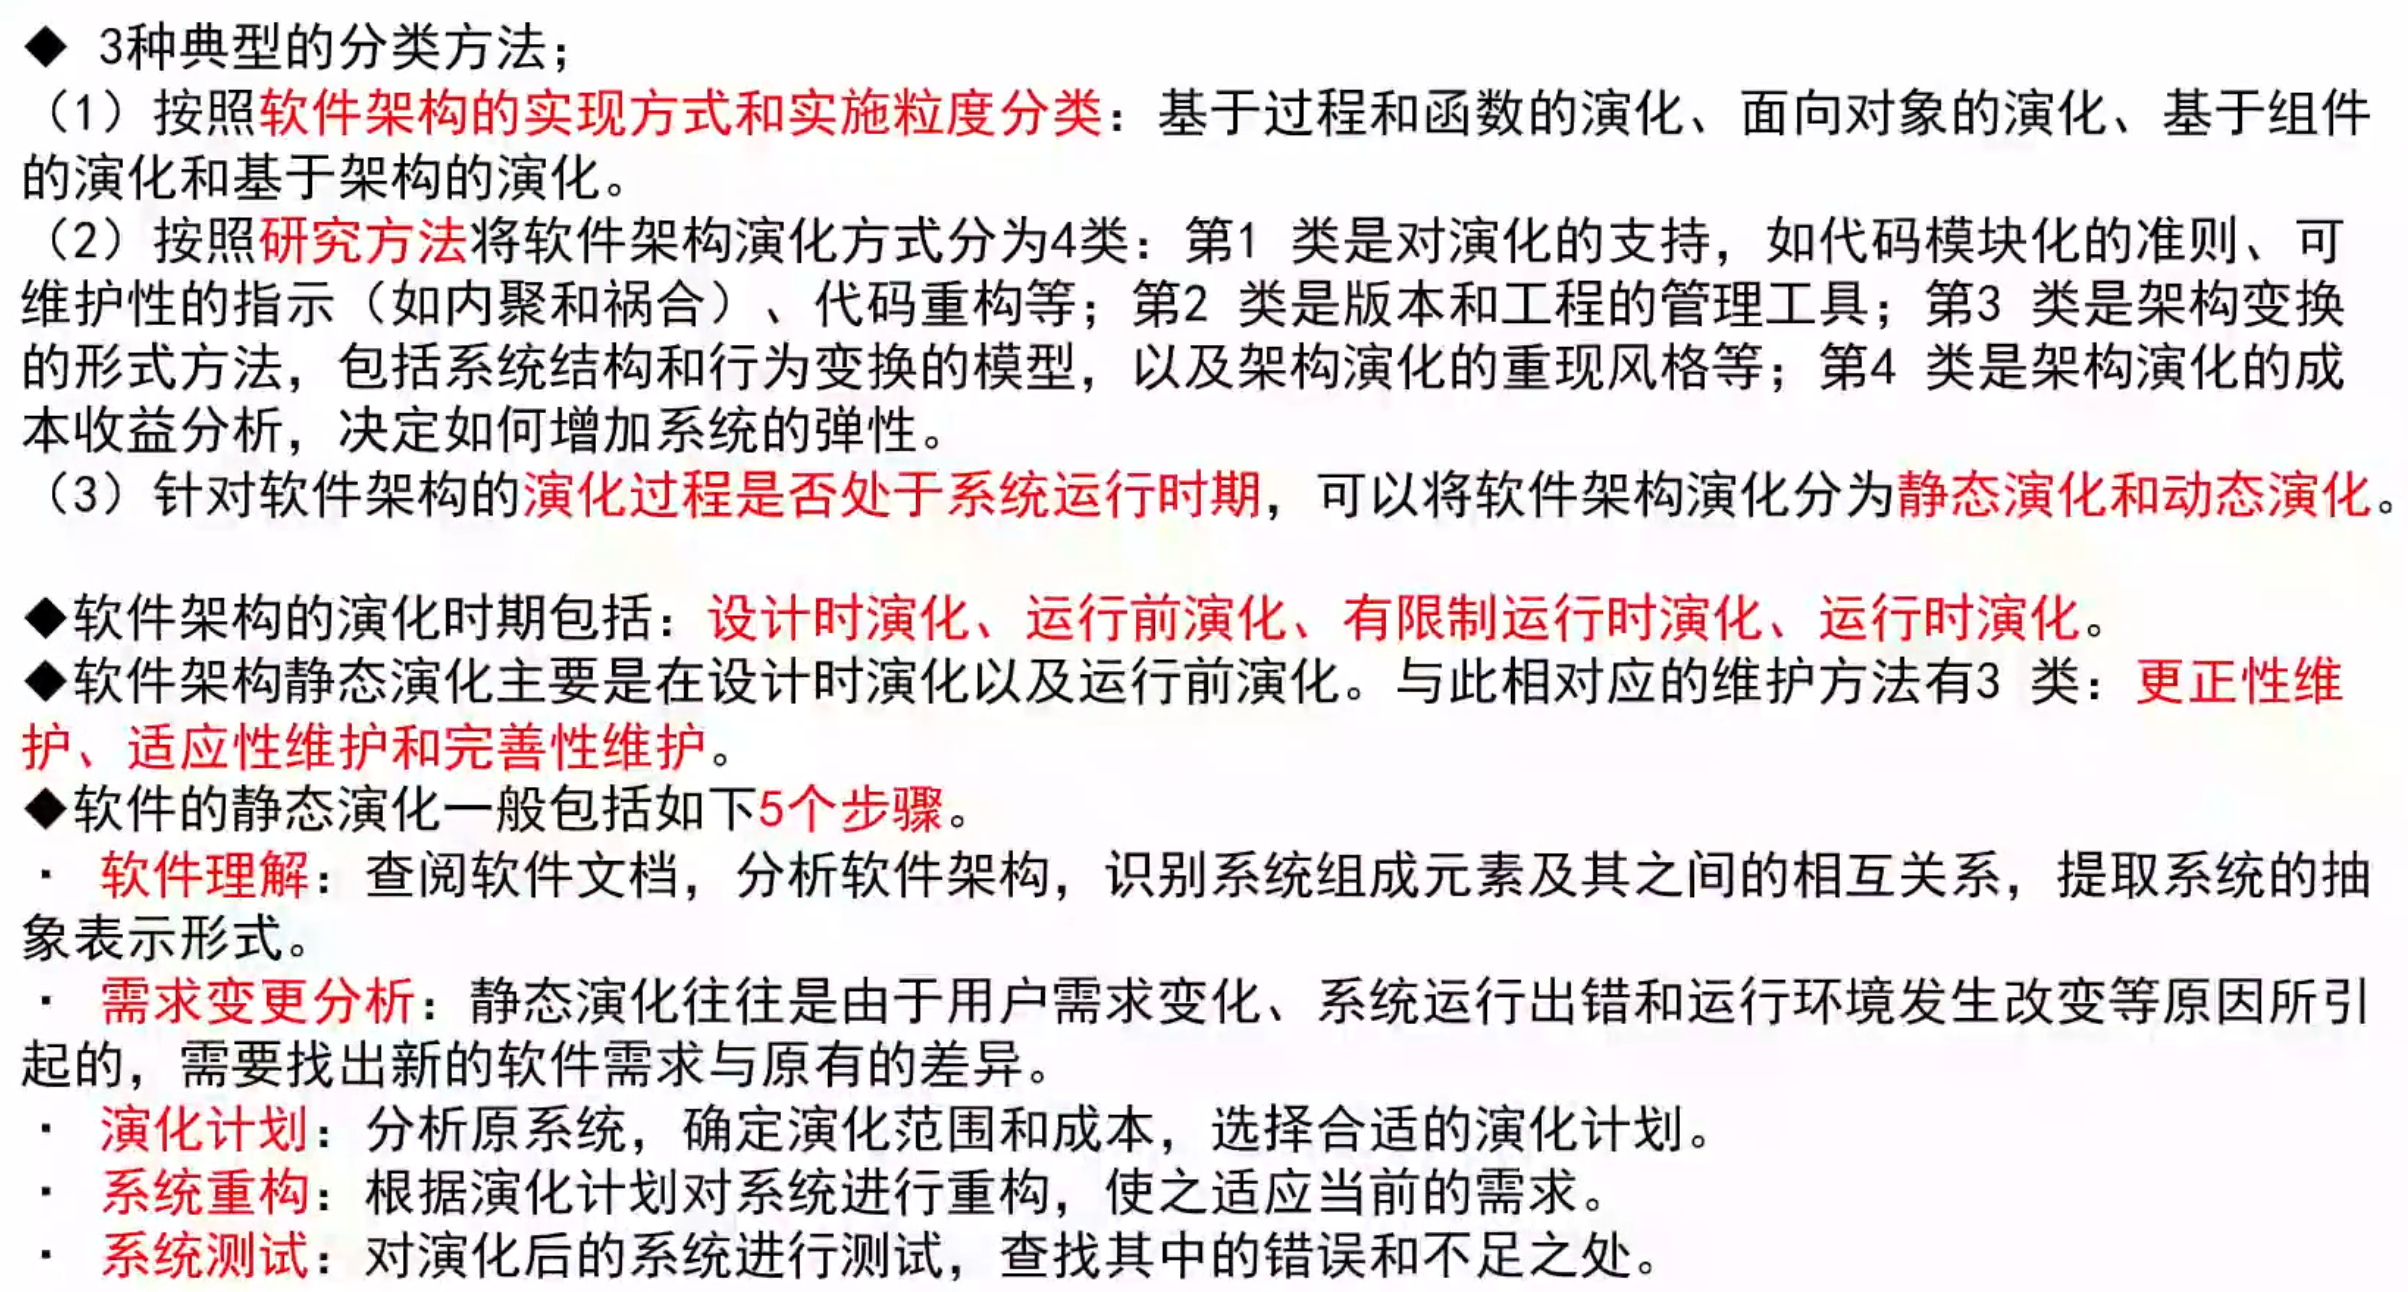 ◆ 3种典型的分类方法；
（1）按照软件架构的实现方式和实施粒度分类：基于过程和函数的演化、面向对象的演化、基于组件
的演化和基于架构的演化。
（2）按照研究方法将软件架构演化方式分为4类：第1 类是对演化的支持，如代码模块化的准则、可
维护性的指示（如内聚和祸合）、代码重构等；第2 类是版本和工程的管理工具；第3 类是架构变换
的形式方法，包括系统结构和行为变换的模型，以及架构演化的重现风格等；第4 类是架构演化的成
本收益分析，决定如何增加系统的弹性。
（3）针对软件架构的演化过程是否处于系统运行时期，可以将软件架构演化分为静态演化和动态演化。
◆软件架构的演化时期包括：设计时演化、运行前演化、有限制运行时演化、运行时演化。
◆软件架构静态演化主要是在设计时演化以及运行前演化。与此相对应的维护方法有3 类：更正性维
护、适应性维护和完善性维护。
◆软件的静态演化一般包括如下5个步骤。
· 软件理解：查阅软件文档，分析软件架构，识别系统组成元素及其之间的相互关系，提取系统的抽
象表示形式。
· 需求变更分析：静态演化往往是由于用户需求变化、系统运行出错和运行环境发生改变等原因所引
起的，需要找出新的软件需求与原有的差异。
· 演化计划：分析原系统，确定演化范围和成本，选择合适的演化计划。
· 系统重构：根据演化计划对系统进行重构，使之适应当前的需求。
· 系统测试：对演化后的系统进行测试，查找其中的错误和不足之处。